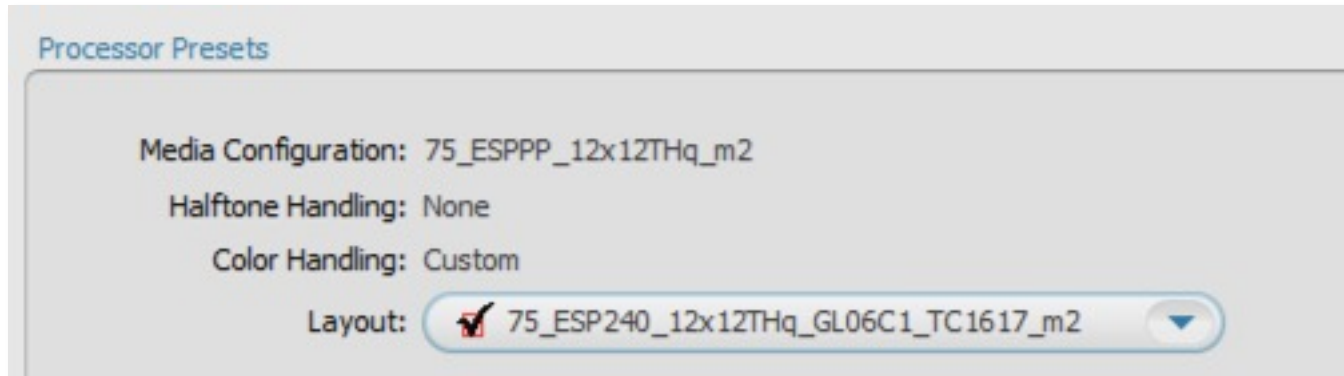 Processor Presets
Media Configuration: 75_ESPPP_12x12THq_m2
Halftone Handling: None
Color Handling: Custom
Layout: 75_ESP240_12x12THq_GL06C1_TC1617_m2